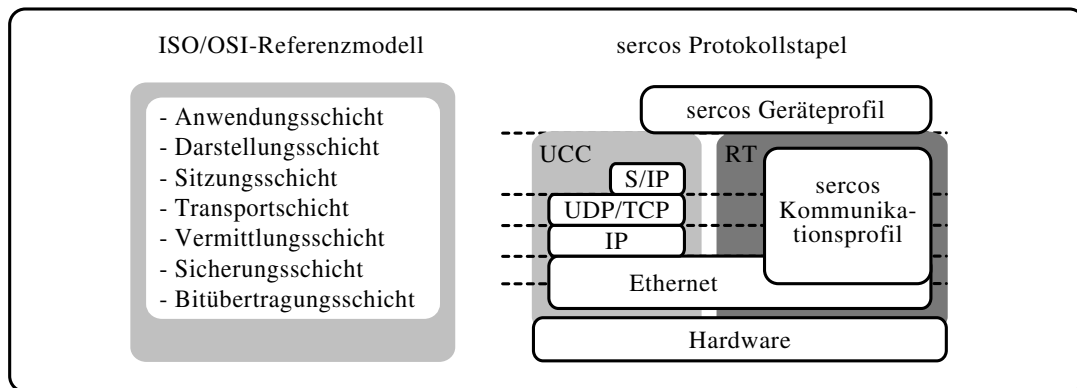 ISO/OSI-Referenzmodell
- Anwendungsschicht
- Darstellungsschicht
- Sitzungsschicht
- Transportschicht
- Vermittlungsschicht
- Sicherungsschicht
- Bitübertragungsschicht
sercos Protokollstapel
sercos Geräteprofil
UCC
RT
S/IP
UDP/TCP
IP
sercos
Kommunika-
tionsprofil
Ethernet
Hardware